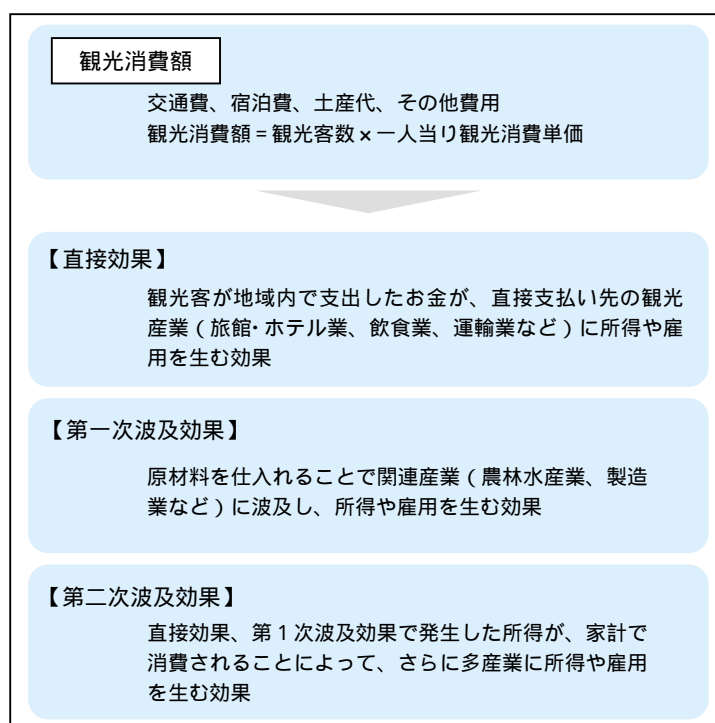 観光消費額
交通費、宿泊費、土産代、その他費用
観光消費額=観光客数×一人当り観光消費単価
【直接効果】
観光客が地域内で支出したお金が、直接支払い先の観光
産業(旅館・ホテル業、飲食業、運輸業など)に所得や雇
用を生む効果
【第一次波及効果】
原材料を仕入れることで関連産業(農林水産業、製造
業など)に波及し、所得や雇用を生む効果
【第二次波及効果】
直接効果、第1次波及効果で発生した所得が、家計で
消費されることによって、さらに多産業に所得や雇用
を生む効果